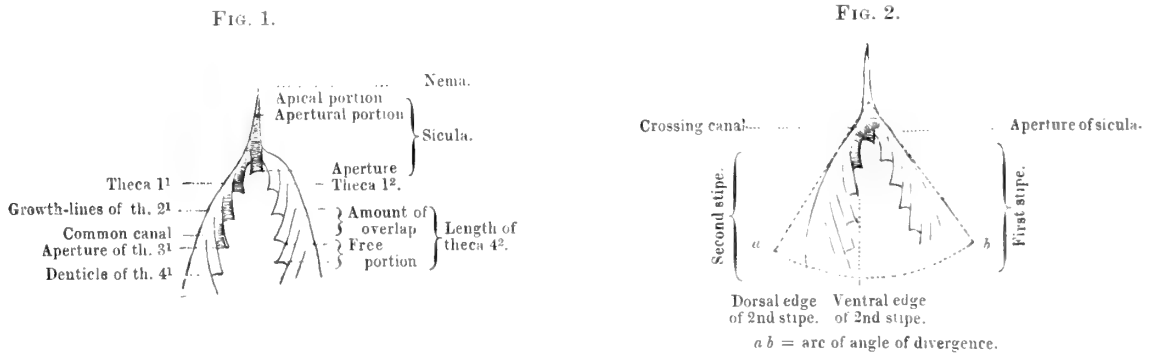 FIG. 1.
Nema.
Apical portion
Apertural portion
Sicula.
Aperture
Theca 1².
Theca 1¹
Growth-lines of th. 2¹
Common canal
Aperture of th. 3¹
Denticle of th. 4¹
Amount of
overlap
Free
portion
Length of
theca 4².
FIG. 2.
Crossing canal
Aperture of sicula.
Second stipe.
First stipe.
a
b
Dorsal edge
of 2nd stipe.
Ventral edge
of 2nd stipe.
a b = arc of angle of divergence.